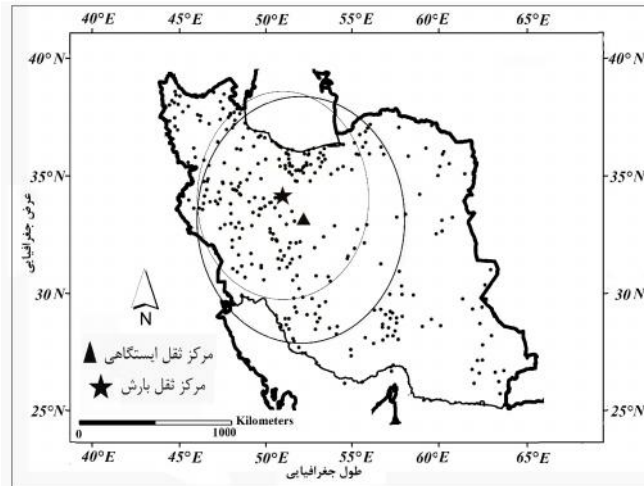 40°E 45°E 50°E 55°E 60°E 65°E
40° N 40° N
35°N 35°N
30°N 30°N
25°N 25°N
عرض جغرافیایی
N
مرکز ثقل ایستگاهی
مرکز ثقل بارش
Kilometers
0 1000
40°E 45°E 50°E 55°E 60°E 65°E
طول جغرافیایی